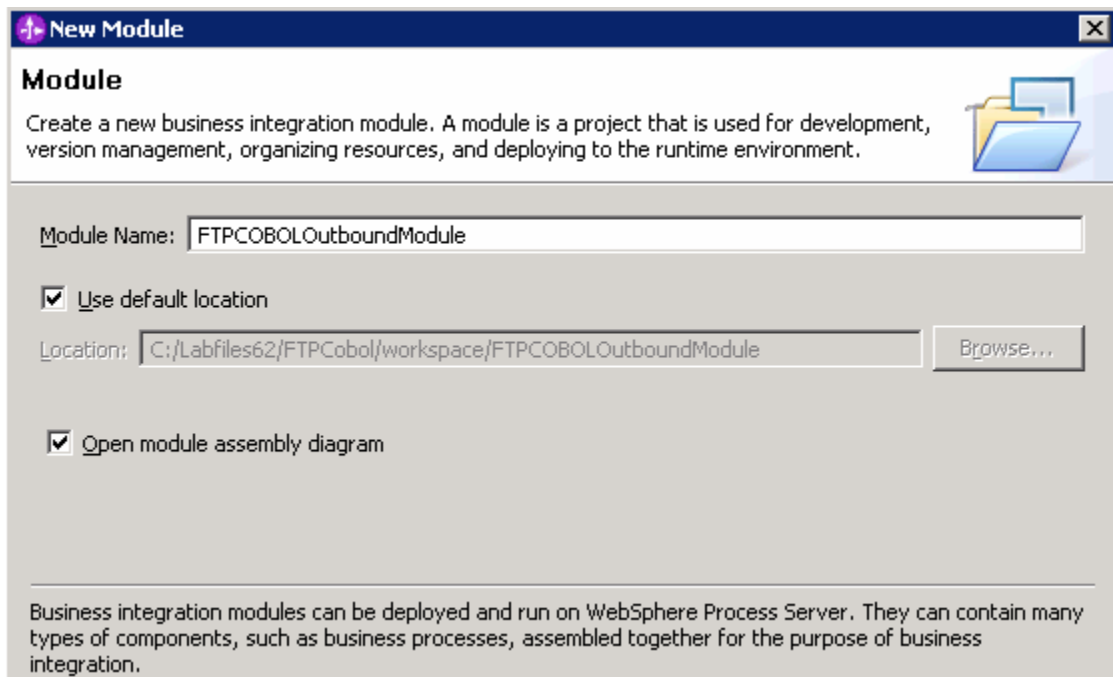 New Module
Module
Create a new business integration module. A module is a project that is used for development,
version management, organizing resources, and deploying to the runtime environment.
Module Name: FTPCOBOLOutboundModule
Use default location
Location: C:/Labfiles62/FTPCobol/workspace/FTPCOBOLOutboundModule Browse...
Open module assembly diagram
Business integration modules can be deployed and run on WebSphere Process Server. They can contain many
types of components, such as business processes, assembled together for the purpose of business
integration.